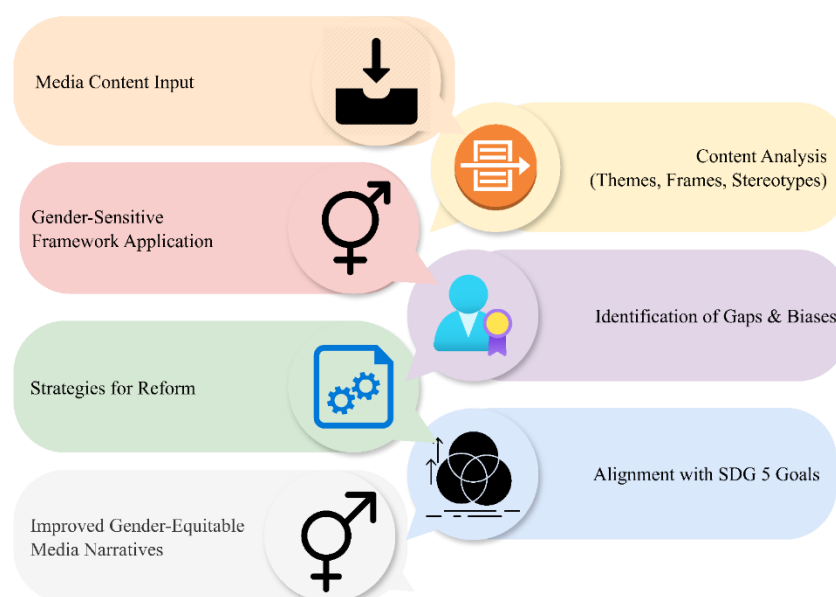 Media Content Input
Content Analysis
(Themes, Frames, Stereotypes)
Gender-Sensitive
Framework Application
Identification of Gaps & Biases
Strategies for Reform
Alignment with SDG 5 Goals
Improved Gender-Equitable
Media Narratives